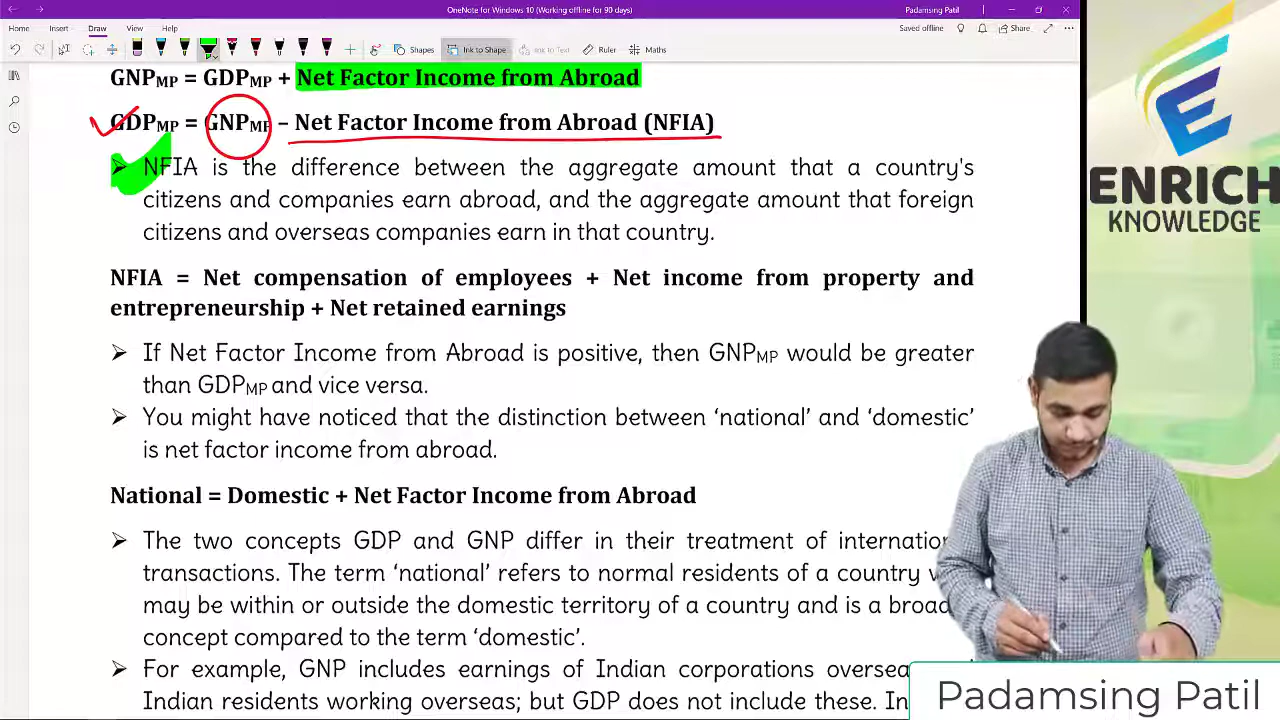 OneNote for Windows 10 (Working offline for 90 days)
Padamsing Patil
Home Insert Draw View Help
Saved offline
Share
Shapes
Ink to Shape
Ink to Text
Ruler
Maths
GNPMP = GDPMP + Net Factor Income from Abroad
GDPMP = GNPMP – Net Factor Income from Abroad (NFIA)
➢ NFIA is the difference between the aggregate amount that a country's
citizens and companies earn abroad, and the aggregate amount that foreign
citizens and overseas companies earn in that country.
NFIA = Net compensation of employees + Net income from property and
entrepreneurship + Net retained earnings
➢ If Net Factor Income from Abroad is positive, then GNPMP would be greater
than GDPMP and vice versa.
➢ You might have noticed that the distinction between ‘national’ and ‘domestic’
is net factor income from abroad.
National = Domestic + Net Factor Income from Abroad
➢ The two concepts GDP and GNP differ in their treatment of internation
transactions. The term ‘national’ refers to normal residents of a country
may be within or outside the domestic territory of a country and is a broad
concept compared to the term ‘domestic’.
➢ For example, GNP includes earnings of Indian corporations overse
Indian residents working overseas; but GDP does not include these. In
ENRICH
KNOWLEDGE
Padamsing Patil